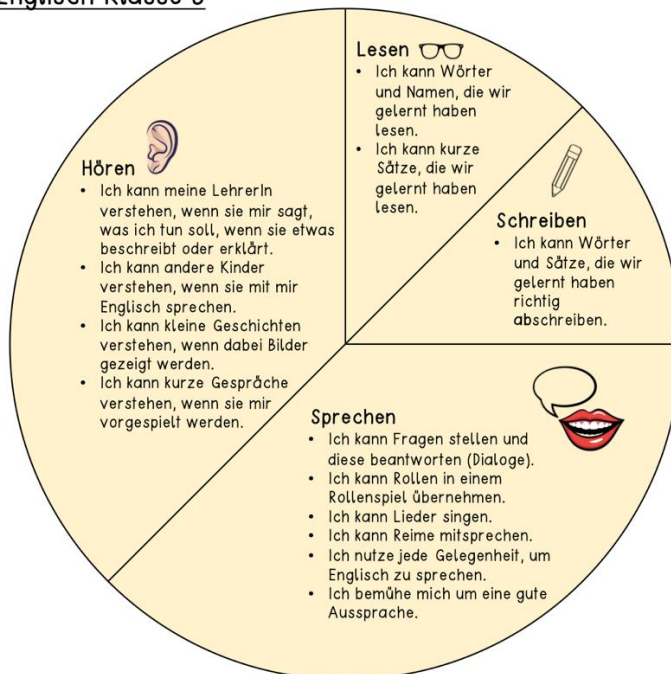 Englisch Klasse 3
Lesen
• Ich kann Wörter
und Namen, die wir
gelernt haben
lesen.
• Ich kann kurze
Sätze, die wir
gelernt haben
lesen.
Hören
• Ich kann meine LehrerIn
verstehen, wenn sie mir sagt,
was ich tun soll, wenn sie etwas
beschreibt oder erklärt.
• Ich kann andere Kinder
verstehen, wenn sie mit mir
Englisch sprechen.
• Ich kann kleine Geschichten
verstehen, wenn dabei Bilder
gezeigt werden.
• Ich kann kurze Gespräche
verstehen, wenn sie mir
vorgespielt werden.
Schreiben
• Ich kann Wörter
und Sätze, die wir
gelernt haben
richtig
abschreiben.
Sprechen
• Ich kann Fragen stellen und
diese beantworten (Dialoge).
• Ich kann Rollen in einem
Rollenspiel übernehmen.
• Ich kann Lieder singen.
• Ich kann Reime mitsprechen.
• Ich nutze jede Gelegenheit, um
Englisch zu sprechen.
• Ich bemühe mich um eine gute
Aussprache.